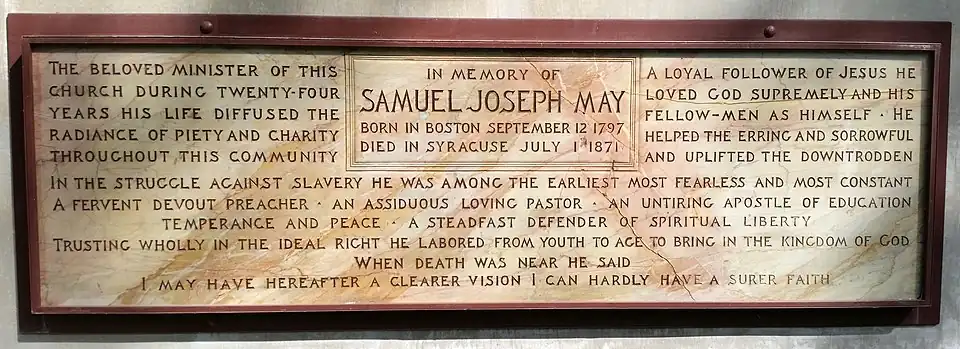 THE BELOVED MINISTER OF THIS
CHURCH DURING TWENTY-FOUR
YEARS HIS LIFE DIFFUSED THE
RADIANCE OF PIETY AND CHARITY
THROUGHOUT THIS COMMUNITY
IN MEMORY OF
SAMUEL JOSEPH MAY
BORN IN BOSTON SEPTEMBER 12 1797
DIED IN SYRACUSE JULY 1 1871
A LOYAL FOLLOWER OF JESUS HE
LOVED GOD SUPREMELY AND HIS
FELLOW-MEN AS HIMSELF · HE
HELPED THE ERRING AND SORROWFUL
AND UPLIFTED THE DOWNTRODDEN
IN THE STRUGGLE AGAINST SLAVERY HE WAS AMONG THE EARLIEST MOST FEARLESS AND MOST CONSTANT
A FERVENT DEVOUT PREACHER · AN ASSIDUOUS LOVING PASTOR · AN UNTIRING APOSTLE OF EDUCATION
TEMPERANCE AND PEACE · A STEADFAST DEFENDER OF SPIRITUAL LIBERTY
TRUSTING WHOLLY IN THE IDEAL RIGHT HE LABORED FROM YOUTH TO AGE TO BRING IN THE KINGDOM OF GOD
WHEN DEATH WAS NEAR HE SAID
I MAY HAVE HEREAFTER A CLEARER VISION I CAN HARDLY HAVE A SURER FAITH